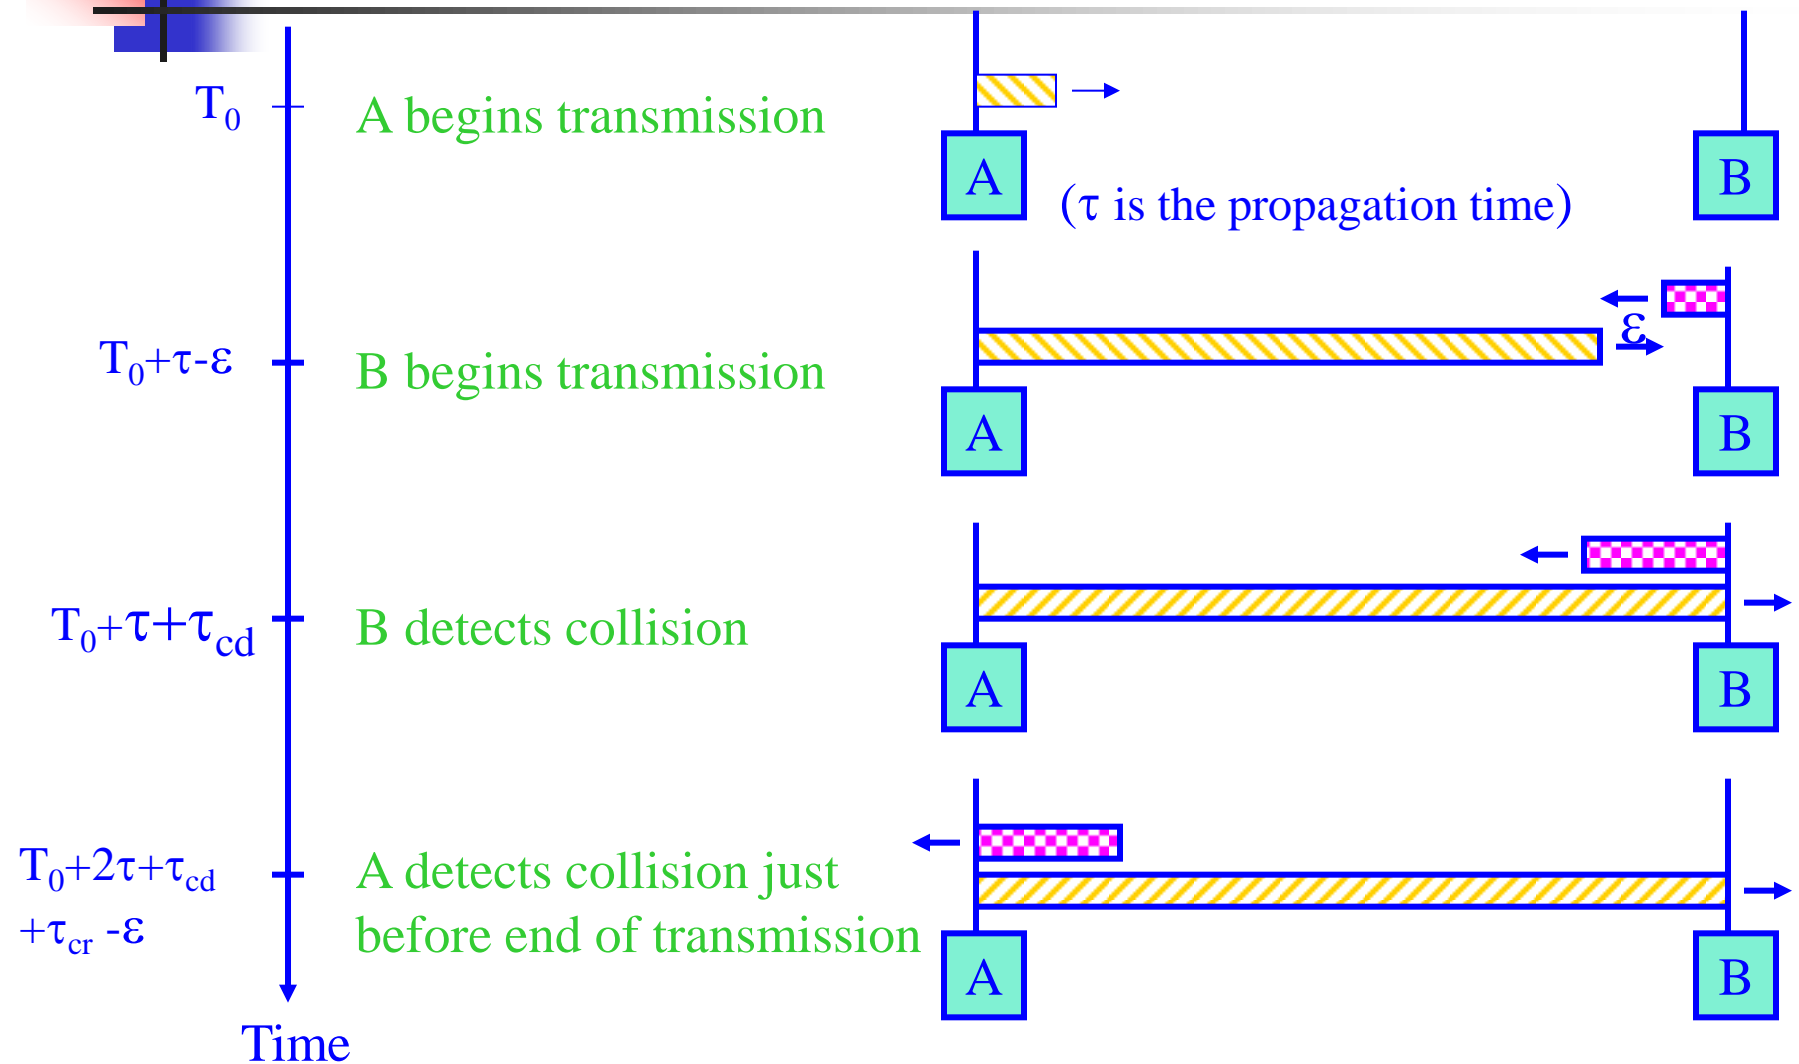 T₀
A begins transmission
A
B
(τ is the propagation time)
T₀+τ-ε
B begins transmission
ε
A
B
T₀+τ+τcd
B detects collision
A
B
T₀+2τ+τcd
+τcr -ε
A detects collision just
before end of transmission
A
B
Time